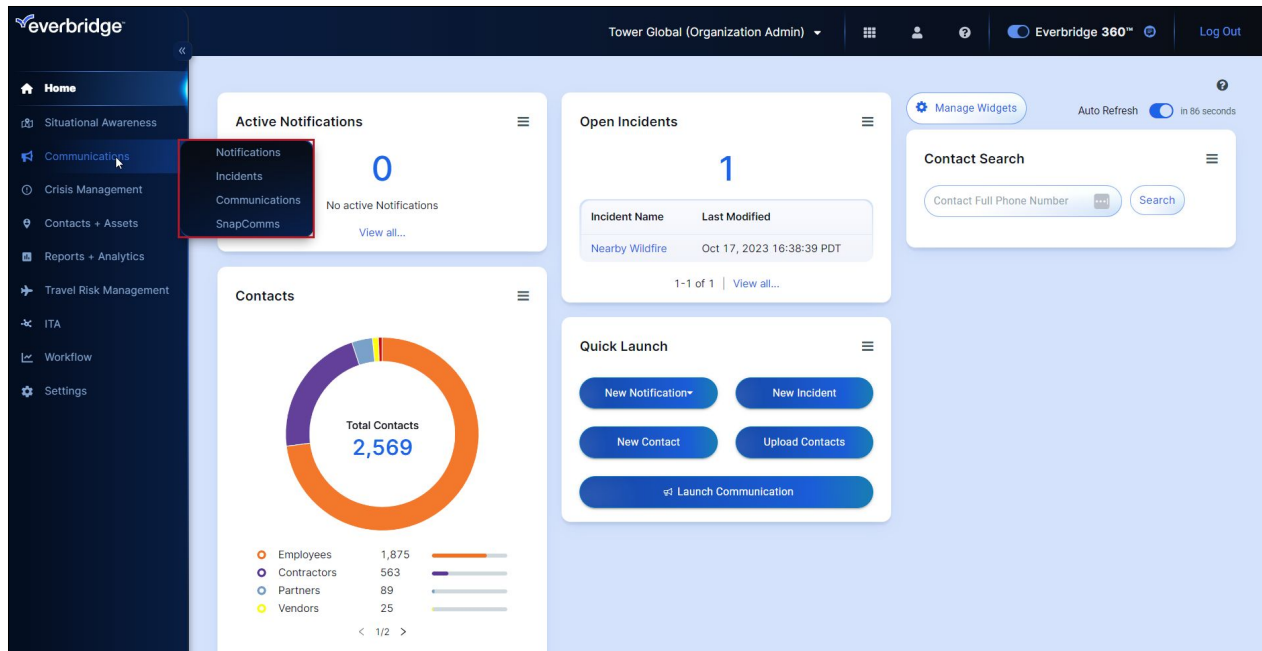 everbridge™
Tower Global (Organization Admin)
Everbridge 360™
Log Out
Home
Situational Awareness
Communications
Crisis Management
Contacts + Assets
Reports + Analytics
Travel Risk Management
ITA
Workflow
Settings
Notifications
Incidents
Communications
SnapComms
Active Notifications
0
No active Notifications
View all...
Contacts
Total Contacts
2,569
Employees 1,875
Contractors 563
Partners 89
Vendors 25
< 1/2 >
Open Incidents
1
Incident Name Last Modified
Nearby Wildfire Oct 17, 2023 16:38:39 PDT
1-1 of 1 | View all...
Quick Launch
New Notification
New Incident
New Contact
Upload Contacts
Launch Communication
Manage Widgets
Auto Refresh in 86 seconds
Contact Search
Contact Full Phone Number
Search